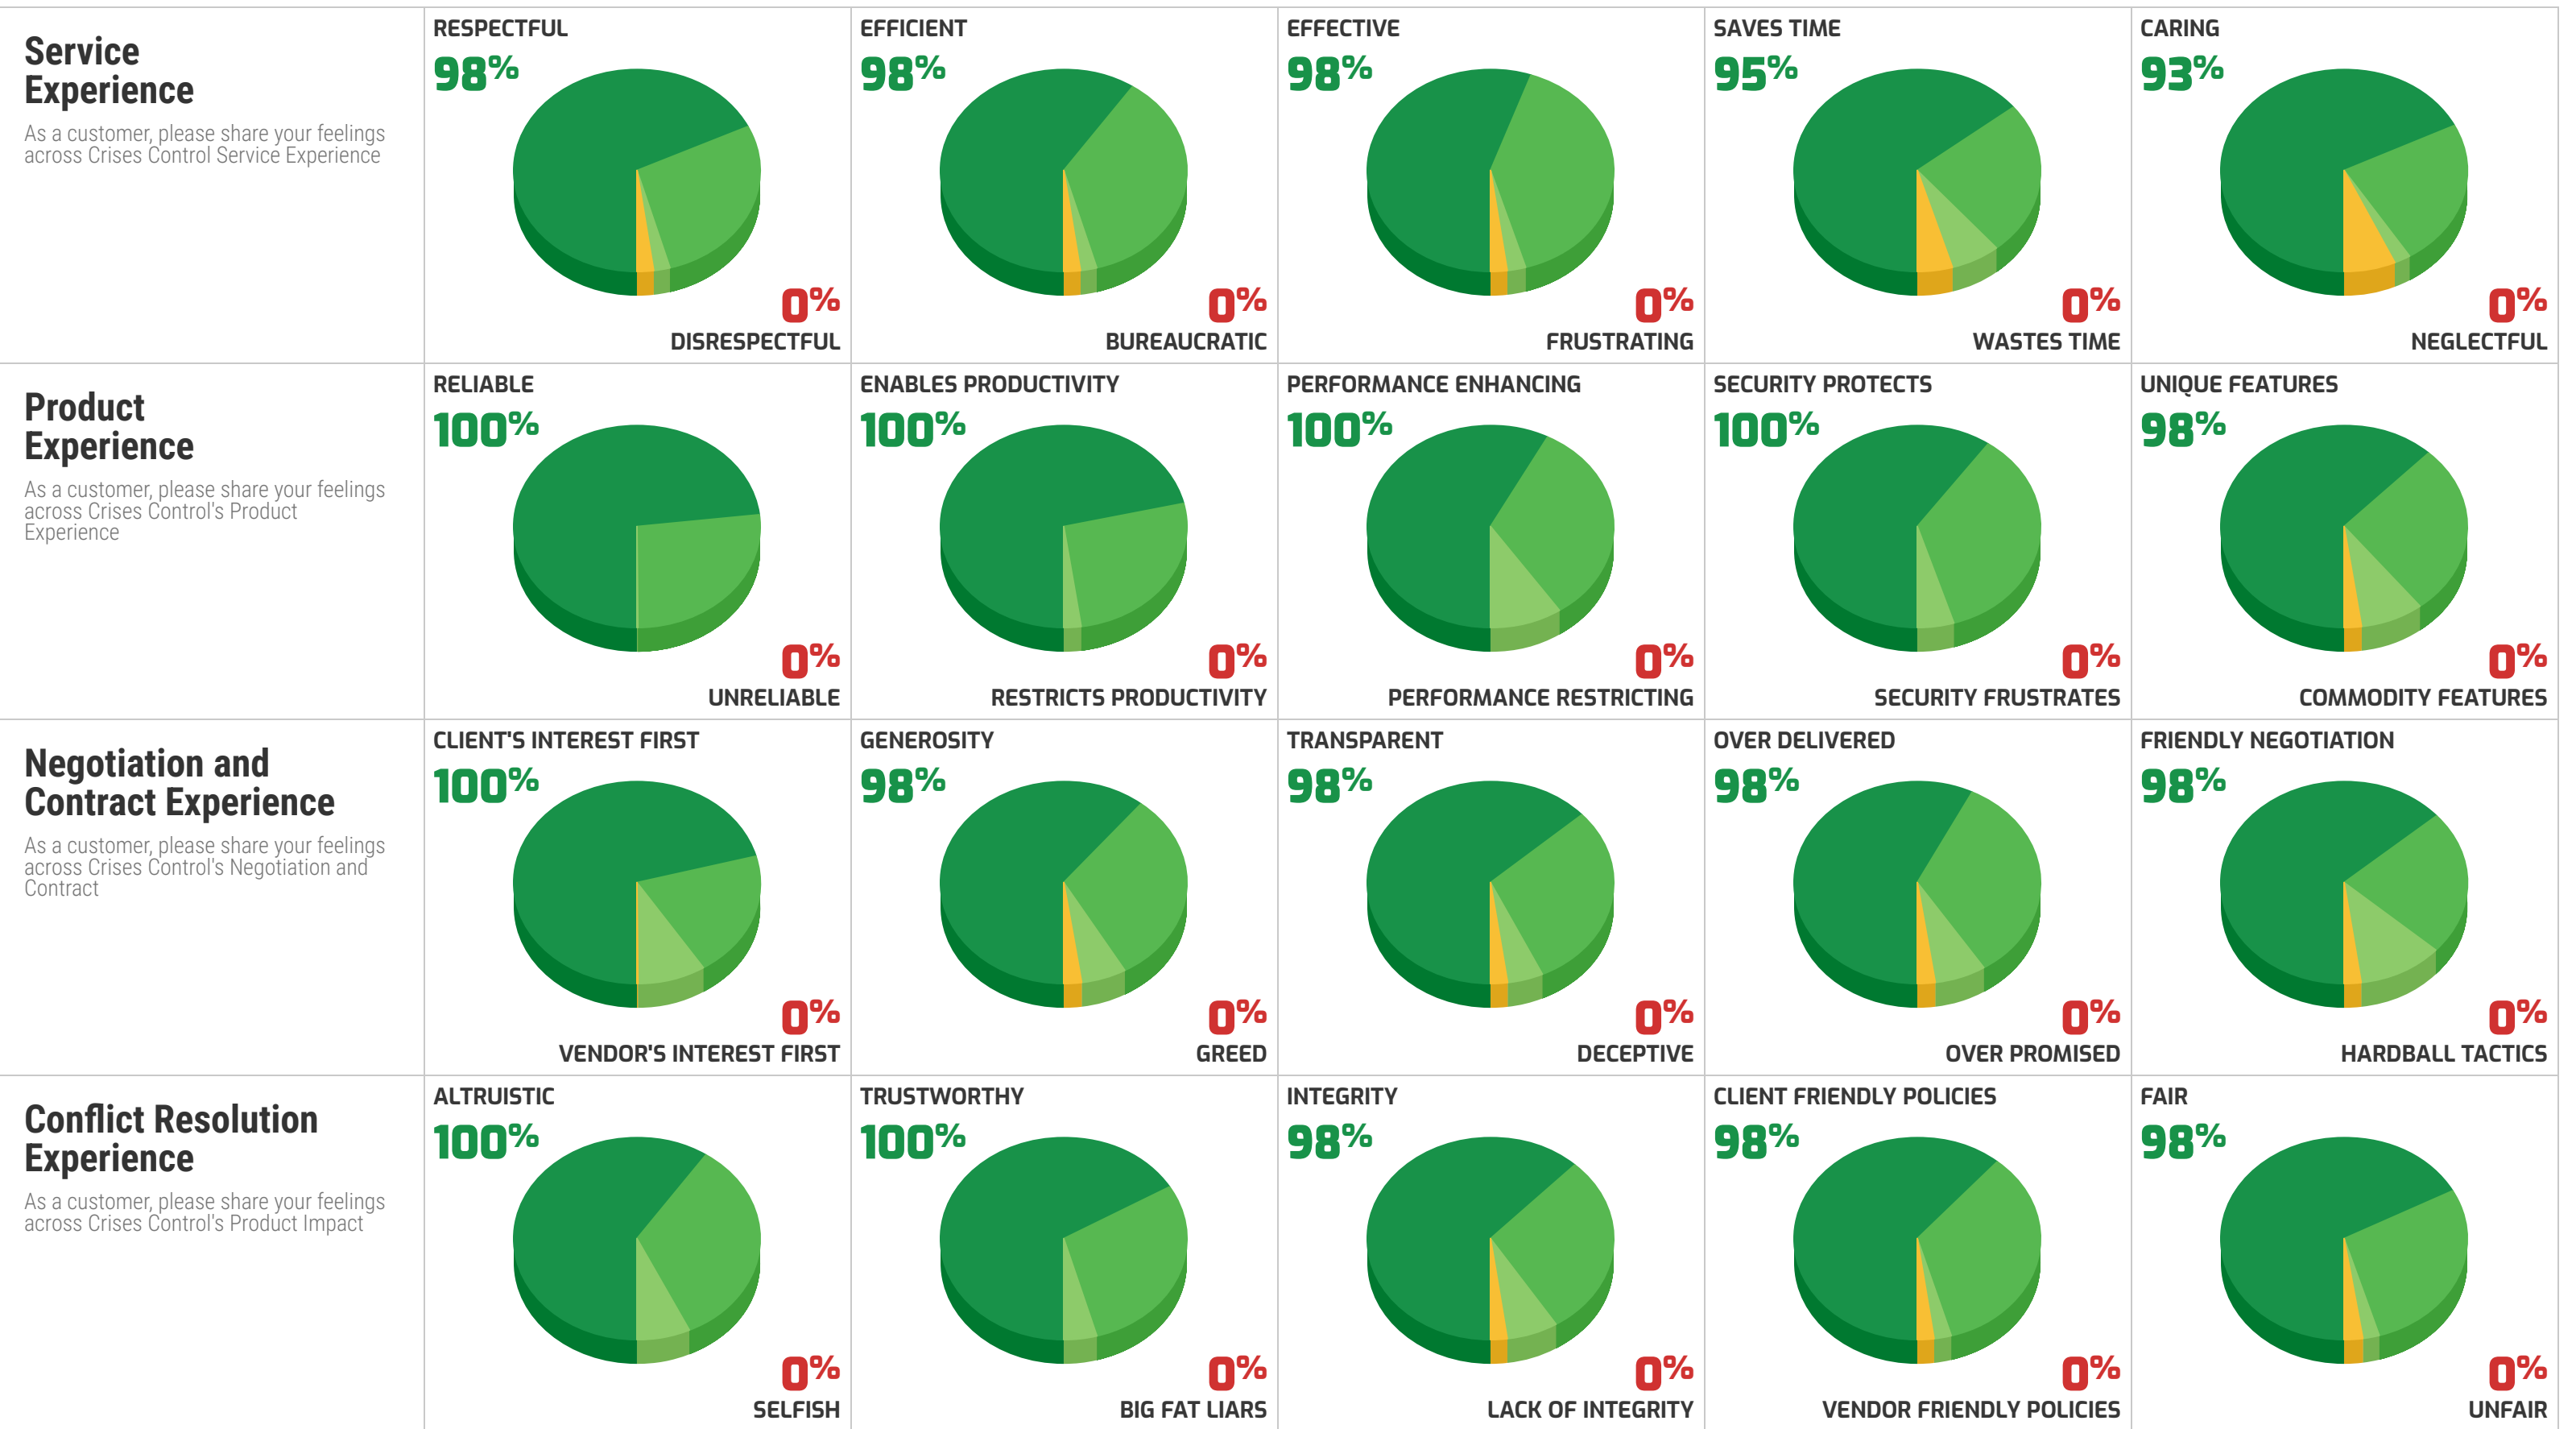 Service
Experience
As a customer, please share your feelings
across Crises Control Service Experience
RESPECTFUL
98%
0%
DISRESPECTFUL
EFFICIENT
98%
0%
BUREAUCRATIC
EFFECTIVE
98%
0%
FRUSTRATING
SAVES TIME
95%
0%
WASTES TIME
CARING
93%
0%
NEGLECTFUL
Product
Experience
As a customer, please share your feelings
across Crises Control's Product
Experience
RELIABLE
100%
0%
UNRELIABLE
ENABLES PRODUCTIVITY
100%
0%
RESTRICTS PRODUCTIVITY
PERFORMANCE ENHANCING
100%
0%
PERFORMANCE RESTRICTING
SECURITY PROTECTS
100%
0%
SECURITY FRUSTRATES
UNIQUE FEATURES
98%
0%
COMMODITY FEATURES
Negotiation and
Contract Experience
As a customer, please share your feelings
across Crises Control's Negotiation and
Contract
CLIENT'S INTEREST FIRST
100%
0%
VENDOR'S INTEREST FIRST
GENEROSITY
98%
0%
GREED
TRANSPARENT
98%
0%
DECEPTIVE
OVER DELIVERED
98%
0%
OVER PROMISED
FRIENDLY NEGOTIATION
98%
0%
HARDBALL TACTICS
Conflict Resolution
Experience
As a customer, please share your feelings
across Crises Control's Product Impact
ALTRUISTIC
100%
0%
SELFISH
TRUSTWORTHY
100%
0%
BIG FAT LIARS
INTEGRITY
98%
0%
LACK OF INTEGRITY
CLIENT FRIENDLY POLICIES
98%
0%
VENDOR FRIENDLY POLICIES
FAIR
98%
0%
UNFAIR